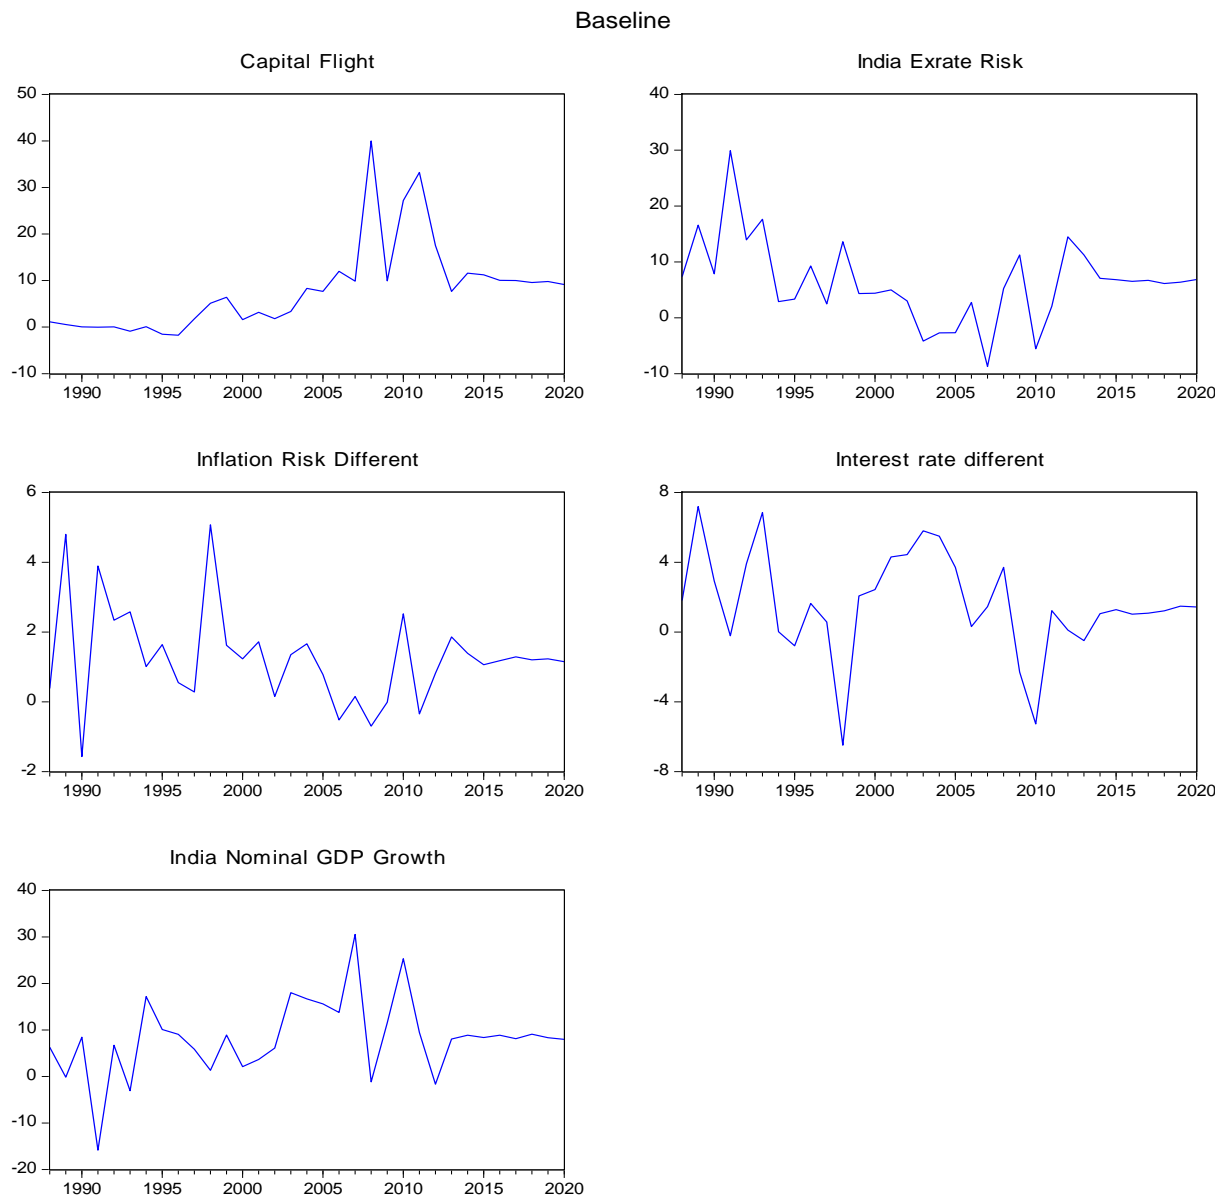 Baseline
Capital Flight
50
40
30
20
10
0
-10
1990 1995 2000 2005 2010 2015 2020
India Exrate Risk
40
30
20
10
0
-10
1990 1995 2000 2005 2010 2015 2020
Inflation Risk Different
6
4
2
0
-2
1990 1995 2000 2005 2010 2015 2020
Interest rate different
8
4
0
-4
-8
1990 1995 2000 2005 2010 2015 2020
India Nominal GDP Growth
40
30
20
10
0
-10
-20
1990 1995 2000 2005 2010 2015 2020